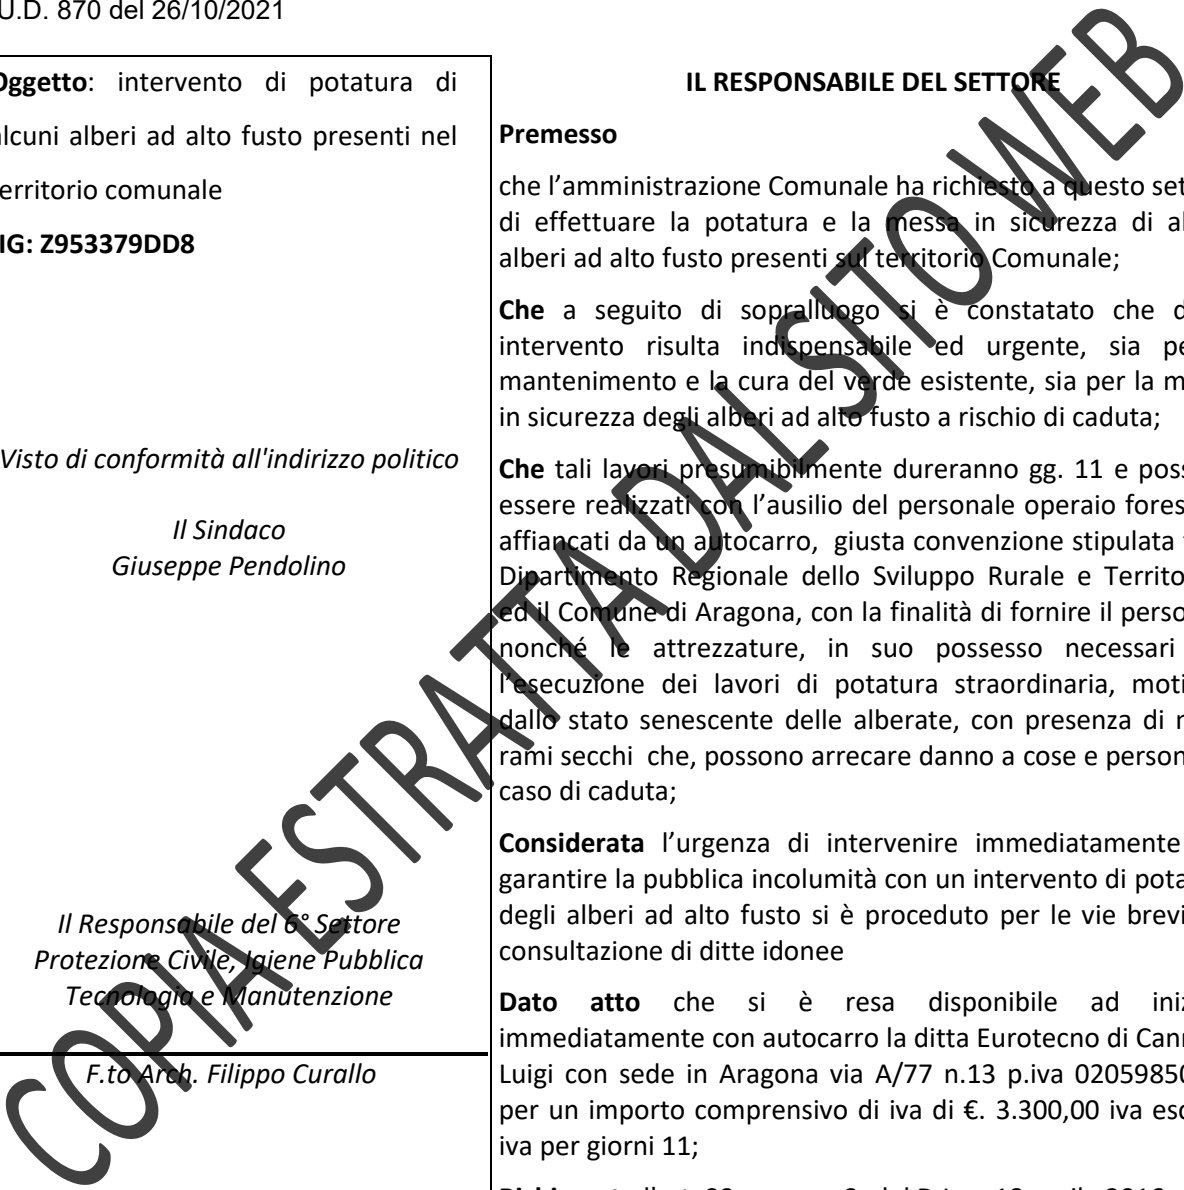 U.D. 870 del 26/10/2021
Oggetto: intervento di potatura di
alcuni alberi ad alto fusto presenti nel
territorio comunale
IG: Z953379DD8
Visto di conformità all'indirizzo politico
Il Sindaco
Giuseppe Pendolino
Il Responsabile del 6° Settore
Protezione Civile, Igiene Pubblica
Tecnologia e Manutenzione
F.to Arch. Filippo Curallo
IL RESPONSABILE DEL SETTORE
Premesso
che l’amministrazione Comunale ha richiesto a questo set
di effettuare la potatura e la messa in sicurezza di al
alberi ad alto fusto presenti sul territorio Comunale;
Che a seguito di sopralluogo si è constatato che d
intervento risulta indispensabile ed urgente, sia pe
mantenimento e la cura del verde esistente, sia per la m
in sicurezza degli alberi ad alto fusto a rischio di caduta;
Che tali lavori presumibilmente dureranno gg. 11 e poss
essere realizzati con l’ausilio del personale operaio fores
affiancati da un autocarro, giusta convenzione stipulata
Dipartimento Regionale dello Sviluppo Rurale e Territo
ed il Comune di Aragona, con la finalità di fornire il perso
nonché le attrezzature, in suo possesso necessari
l’esecuzione dei lavori di potatura straordinaria, moti
dallo stato senescente delle alberate, con presenza di
rami secchi che, possono arrecare danno a cose e person
caso di caduta;
Considerata l’urgenza di intervenire immediatamente
garantire la pubblica incolumità con un intervento di pota
degli alberi ad alto fusto si è proceduto per le vie brevi
consultazione di ditte idonee
Dato atto che si è resa disponibile ad iniz
immediatamente con autocarro la ditta Eurotecno di Can
Luigi con sede in Aragona via A/77 n.13 p.iva 0205985
per un importo comprensivo di iva di €. 3.300,00 iva es
iva per giorni 11;
COPIA ESTRATTA DAL SITO WEB